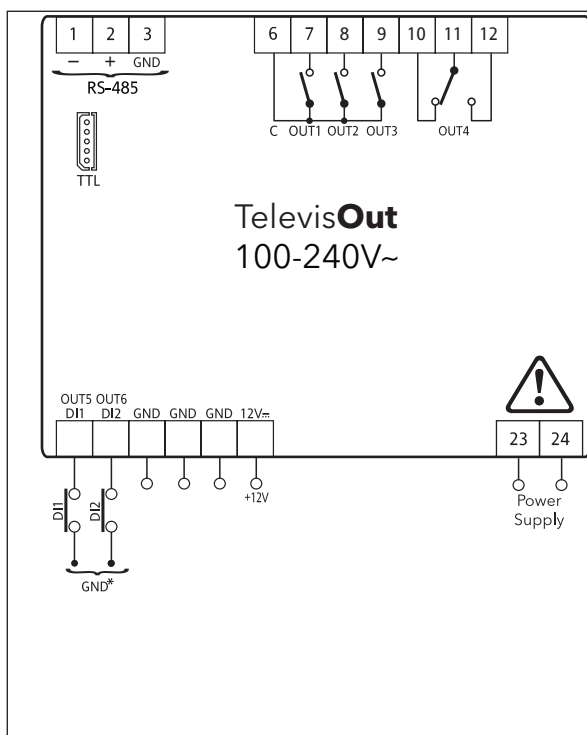 1 2 3 6 7 8 9 10 11 12
− + GND
RS-485
C OUT1 OUT2 OUT3 OUT4
TTL
TelevisOut
100-240V~
OUT5 OUT6
DI1 DI2 GND GND GND 12V⎓
23 24
+12V
DI1 DI2
Power
Supply
GND*